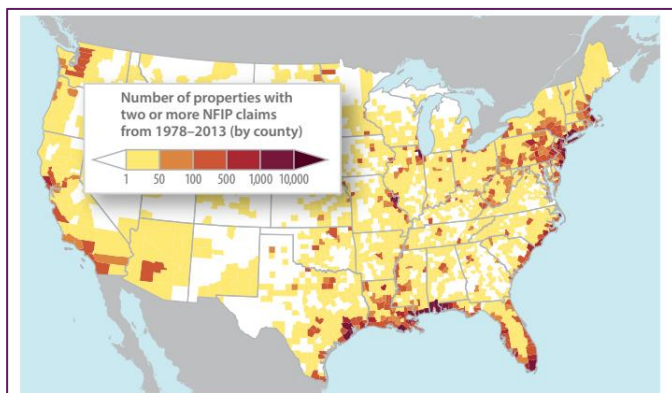 Number of properties with
two or more NFIP claims
from 1978–2013 (by county)
1 50 100 500 1,000 10,000